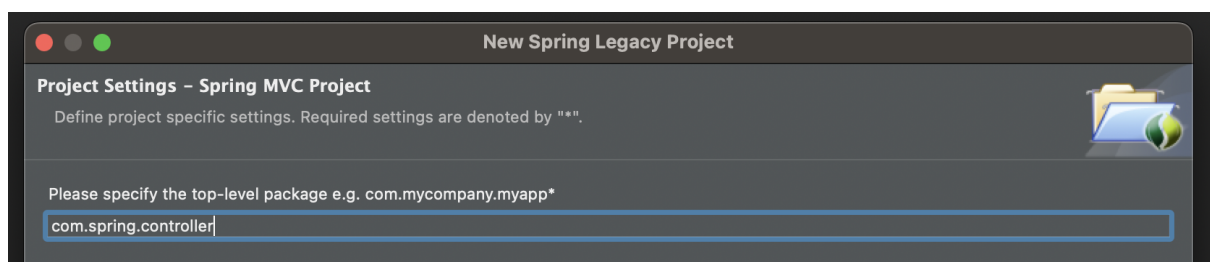 New Spring Legacy Project
Project Settings – Spring MVC Project
Define project specific settings. Required settings are denoted by "*".
Please specify the top-level package e.g. com.mycompany.myapp*
com.spring.controller